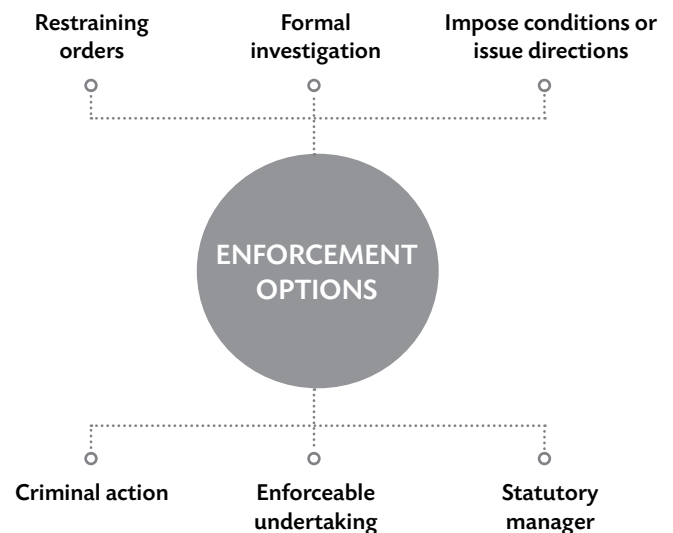 Restraining
orders
Formal
investigation
Impose conditions or
issue directions
ENFORCEMENT
OPTIONS
Criminal action
Enforceable
undertaking
Statutory
manager